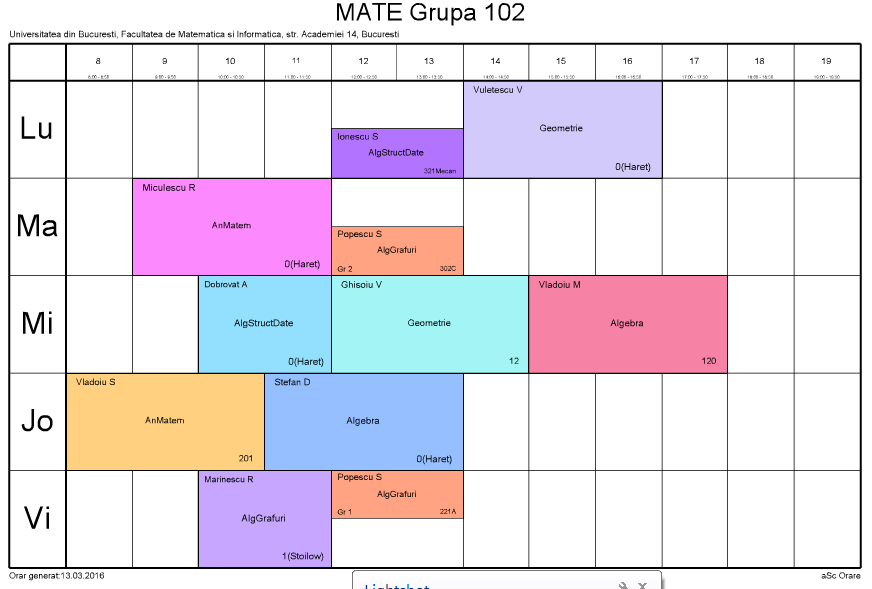 MATE Grupa 102
Universitatea din Bucuresti, Facultatea de Matematica si Informatica, str. Academiei 14, Bucuresti
8 9 10 11 12 13 14 15 16 17 18 19
8:00 - 8:50 9:00 - 9:50 10:00 - 10:50 11:00 - 11:50 12:00 - 12:50 13:00 - 13:50 14:00 - 14:50 15:00 - 15:50 16:00 - 16:50 17:00 - 17:50 18:00 - 18:50 19:00 - 19:50
Lu
Ionescu S
AlgStructDate
321Mecan
Vuletescu V
Geometrie
0(Haret)
Ma
Miculescu R
AnMatem
0(Haret)
Popescu S
AlgGrafuri
Gr 2 302C
Mi
Dobrovat A
AlgStructDate
0(Haret)
Ghisoiu V
Geometrie
12
Vladoiu M
Algebra
120
Jo
Vladoiu S
AnMatem
201
Stefan D
Algebra
0(Haret)
Vi
Marinescu R
AlgGrafuri
1(Stoilow)
Popescu S
AlgGrafuri
Gr 1 221A
Orar generat:13.03.2016 aSc Orare